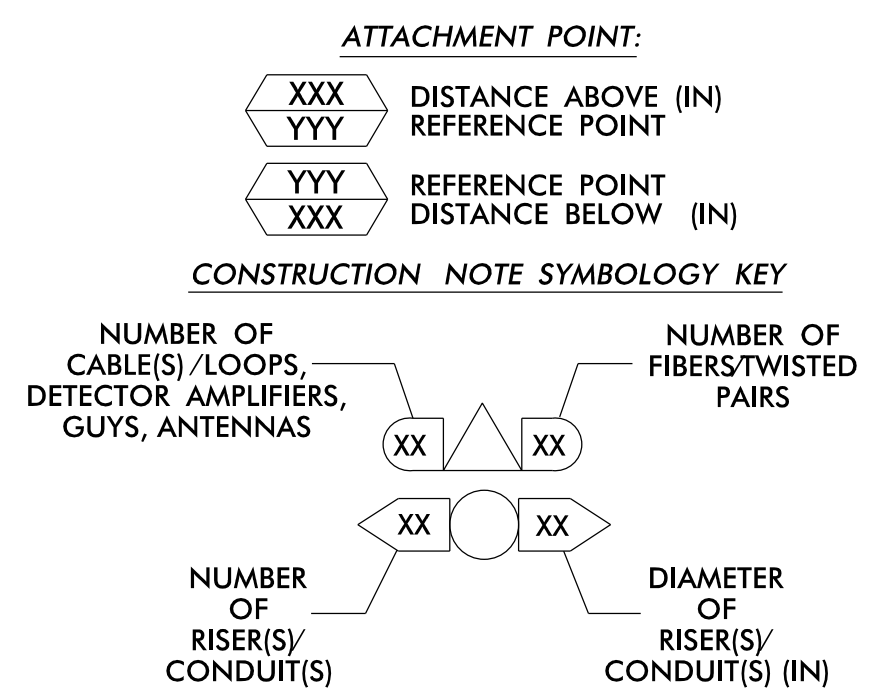 ATTACHMENT POINT:
XXX
YYY
DISTANCE ABOVE (IN)
REFERENCE POINT
YYY
XXX
REFERENCE POINT
DISTANCE BELOW (IN)
CONSTRUCTION NOTE SYMBOLOGY KEY
NUMBER OF
CABLE(S)/LOOPS,
DETECTOR AMPLIFIERS,
GUYS, ANTENNAS
NUMBER OF
FIBERS/TWISTED
PAIRS
XX
XX
XX
XX
NUMBER
OF
RISER(S)/
CONDUIT(S)
DIAMETER
OF
RISER(S)/
CONDUIT(S) (IN)